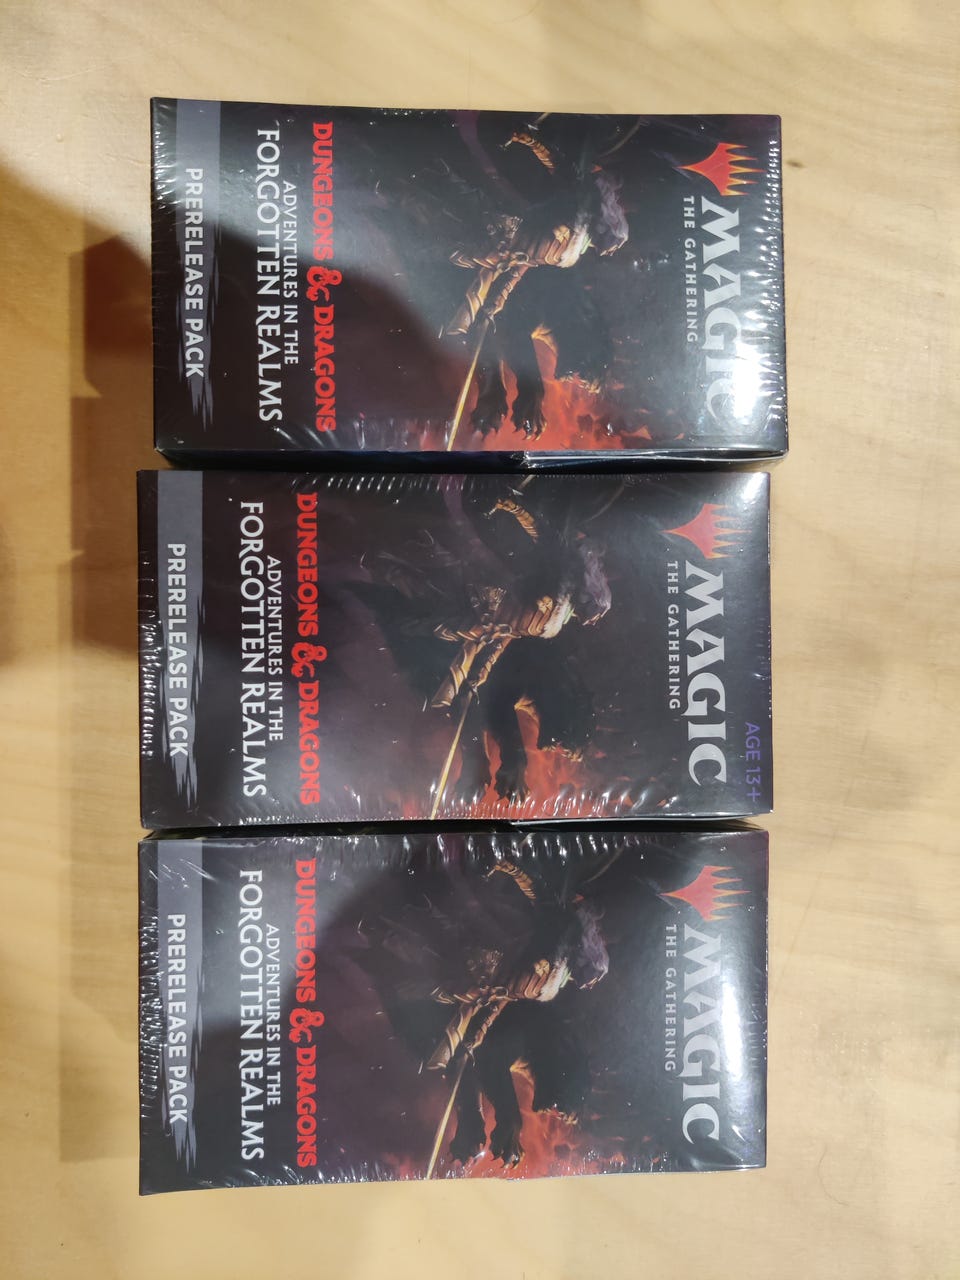 MAGIC
THE GATHERING
DUNGEONS & DRAGONS
ADVENTURES IN THE
FORGOTTEN REALMS
PRERELEASE PACK
AGE 13+
MAGIC
THE GATHERING
DUNGEONS & DRAGONS
ADVENTURES IN THE
FORGOTTEN REALMS
PRERELEASE PACK
MAGIC
THE GATHERING
DUNGEONS & DRAGONS
ADVENTURES IN THE
FORGOTTEN REALMS
PRERELEASE PACK